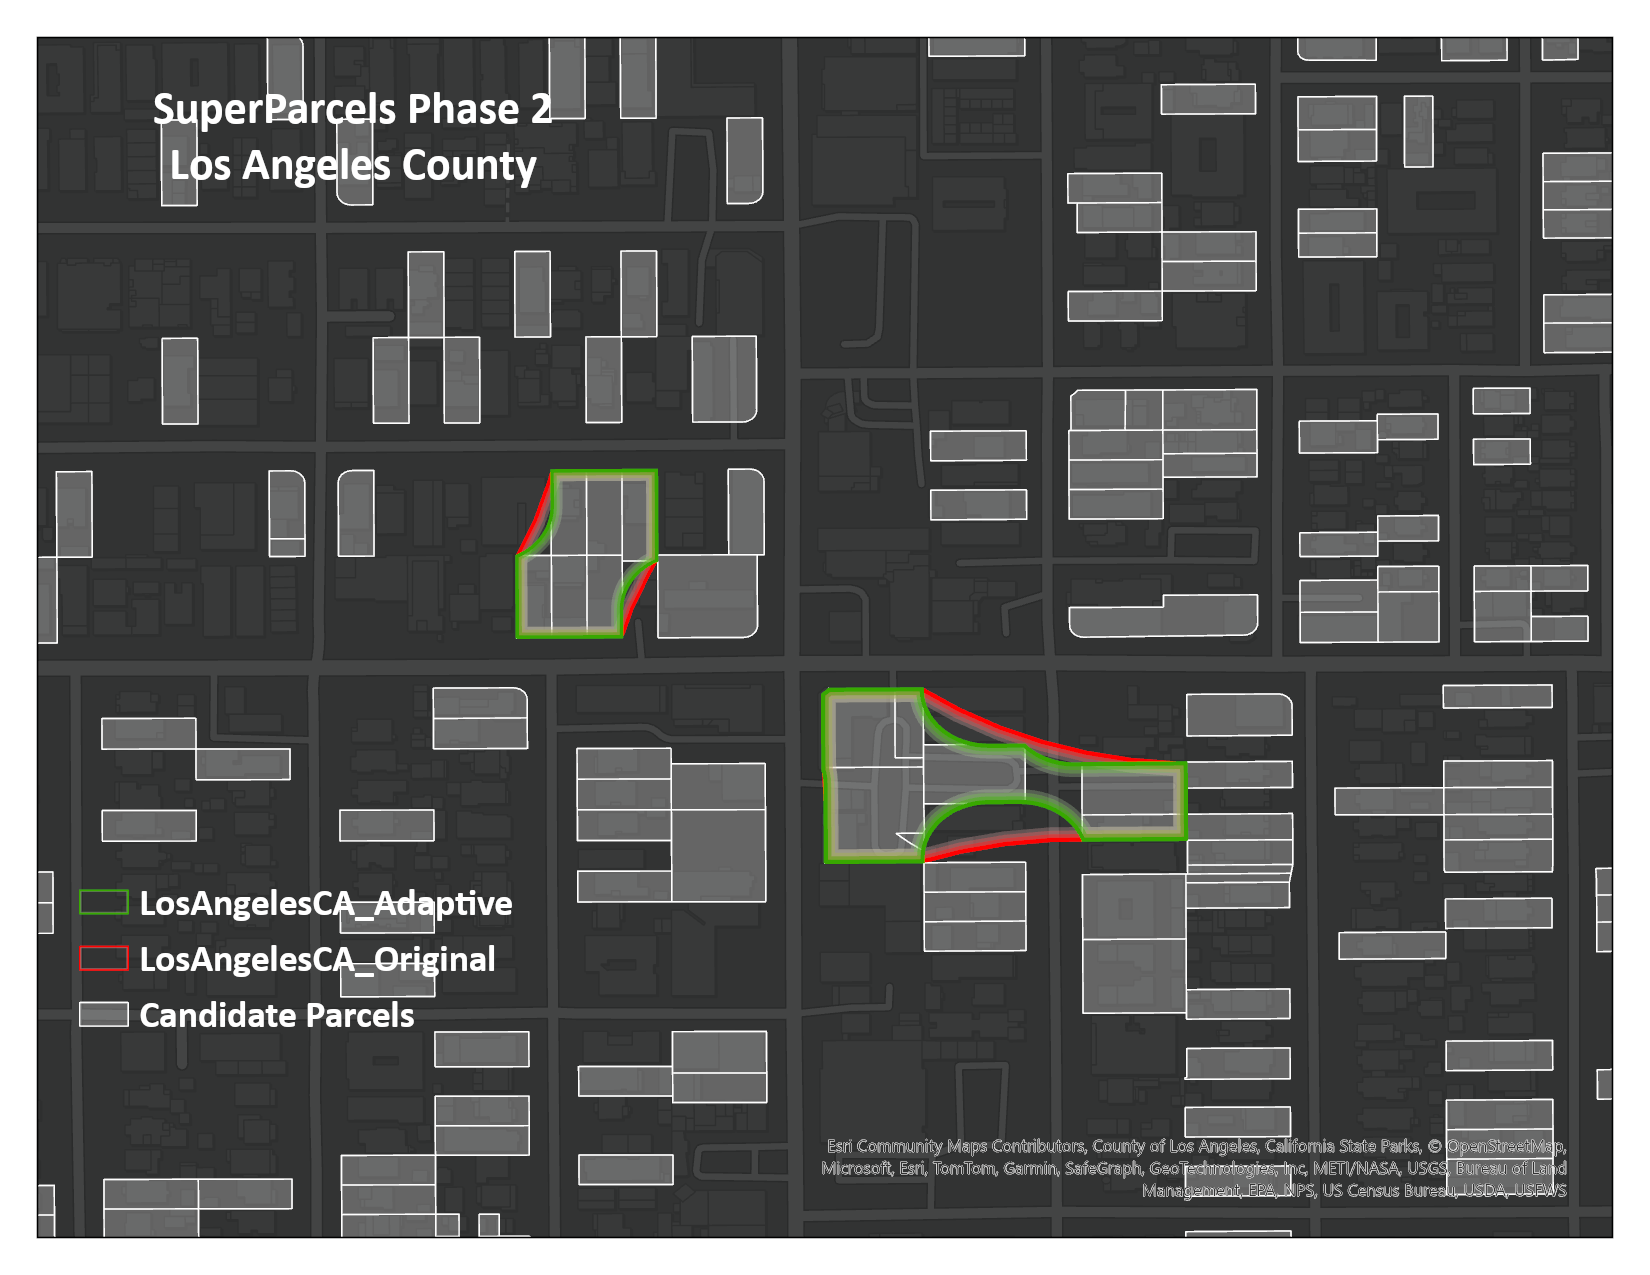 SuperParcels Phase 2
Los Angeles County
LosAngelesCA_Adaptive
LosAngelesCA_Original
Candidate Parcels
Esri Community Maps Contributors, County of Los Angeles, California State Parks, © OpenStreetMap,
Microsoft, Esri, TomTom, Garmin, SafeGraph, GeoTechnologies, Inc, METI/NASA, USGS, Bureau of Land
Management, EPA, NPS, US Census Bureau, USDA, USFWS